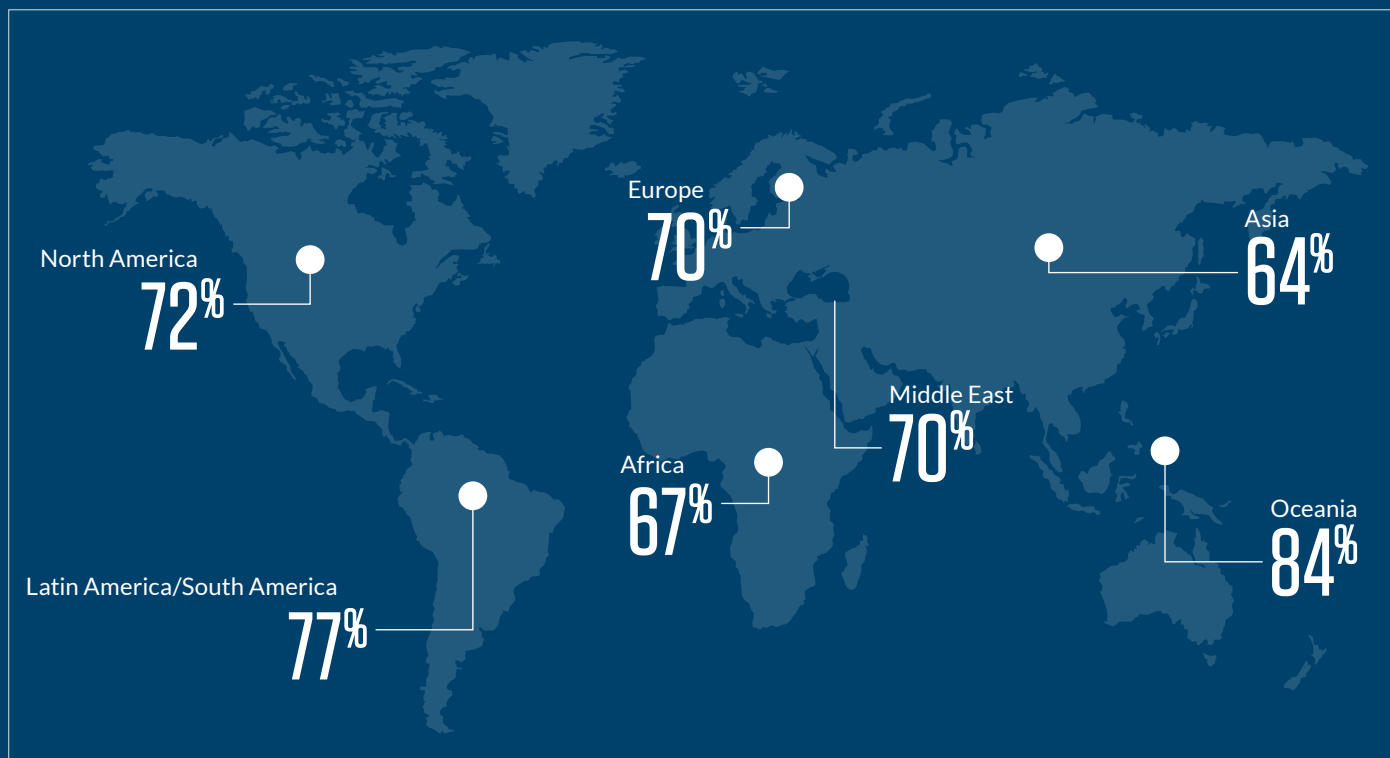 Europe
70%
Asia
64%
North America
72%
Middle East
70%
Africa
67%
Oceania
84%
Latin America/South America
77%